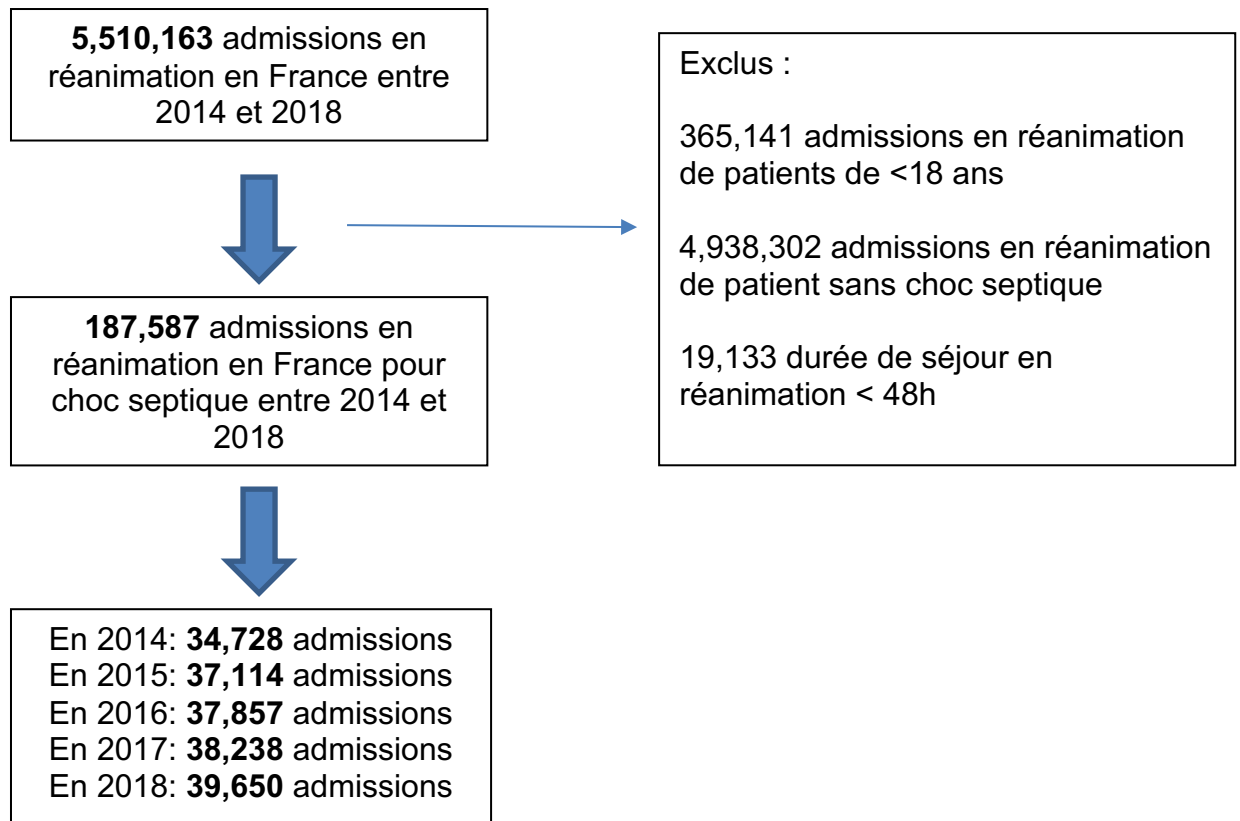 5,510,163 admissions en
réanimation en France entre
2014 et 2018
Exclus :
365,141 admissions en réanimation
de patients de <18 ans
4,938,302 admissions en réanimation
de patient sans choc septique
19,133 durée de séjour en
réanimation < 48h
187,587 admissions en
réanimation en France pour
choc septique entre 2014 et
2018
En 2014: 34,728 admissions
En 2015: 37,114 admissions
En 2016: 37,857 admissions
En 2017: 38,238 admissions
En 2018: 39,650 admissions